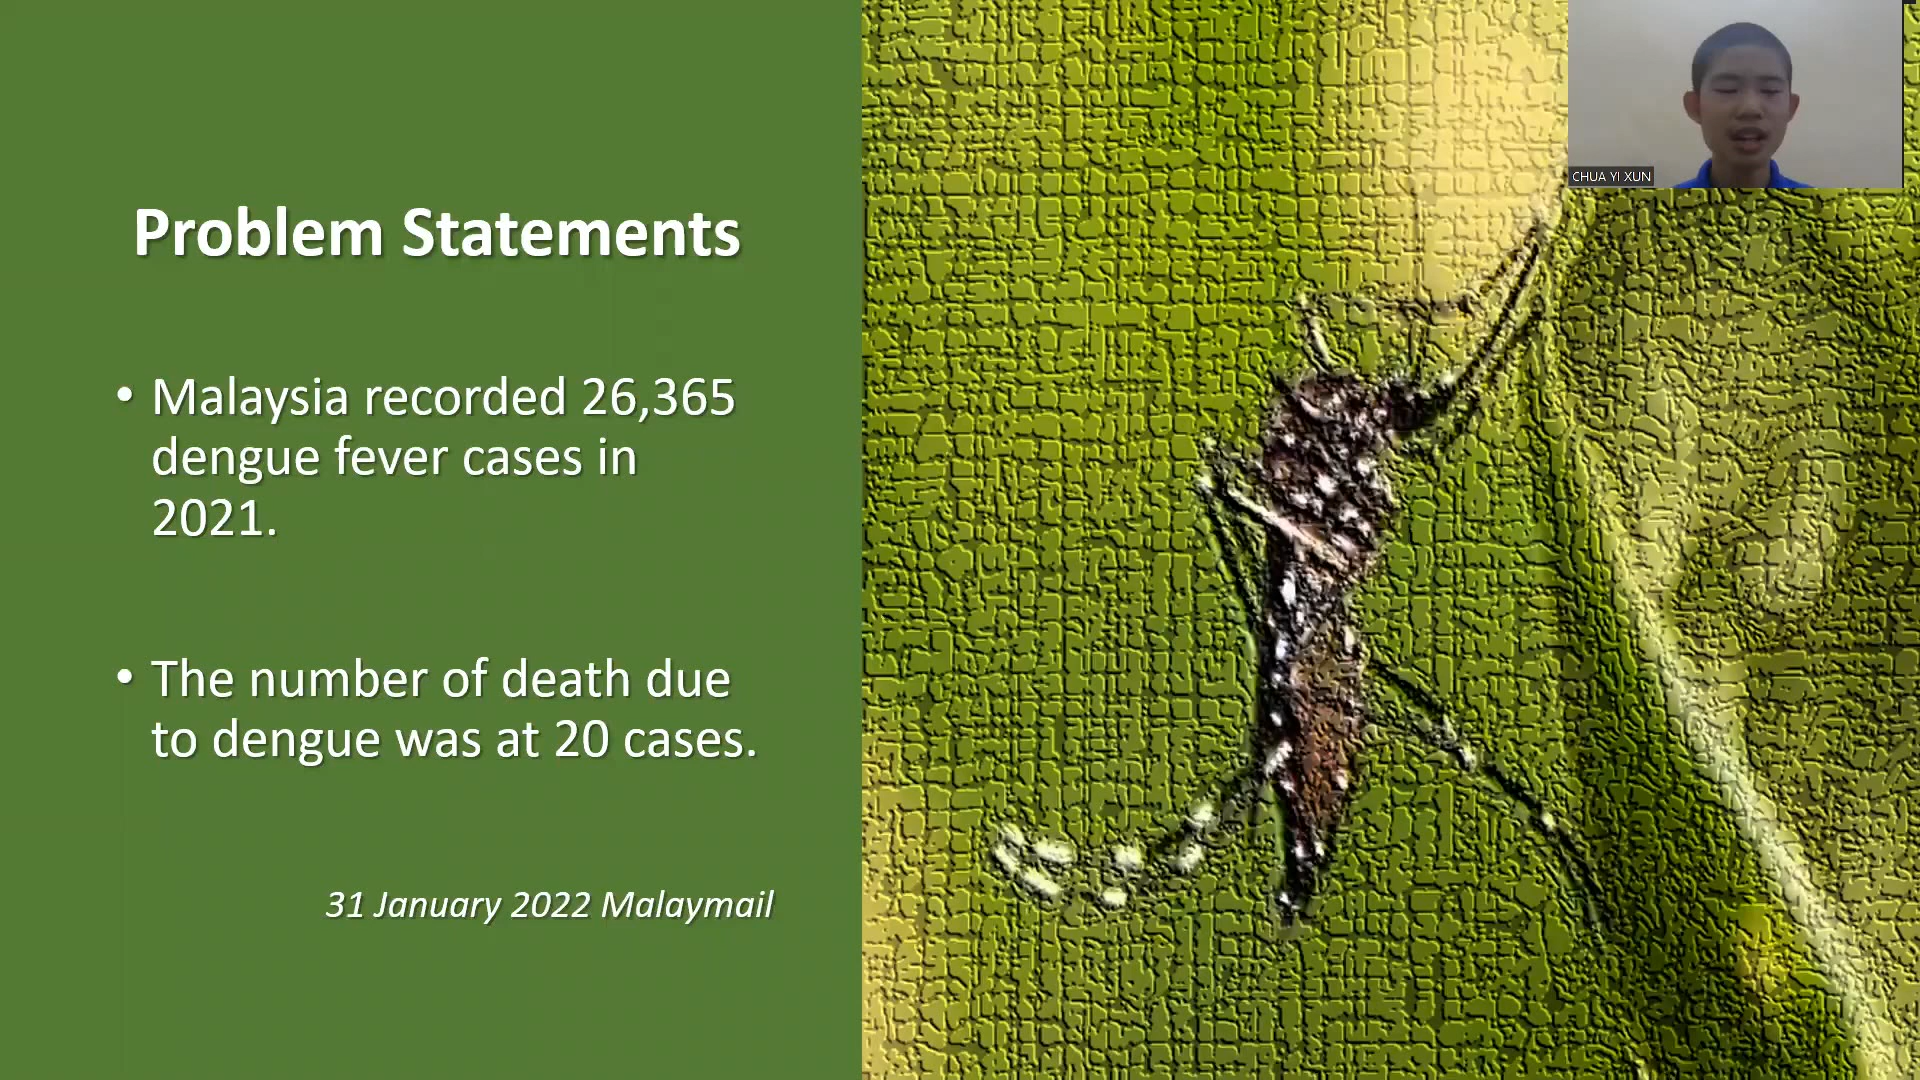 Problem Statements
• Malaysia recorded 26,365
dengue fever cases in
2021.
• The number of death due
to dengue was at 20 cases.
31 January 2022 Malaymail
CHUA YI XUN